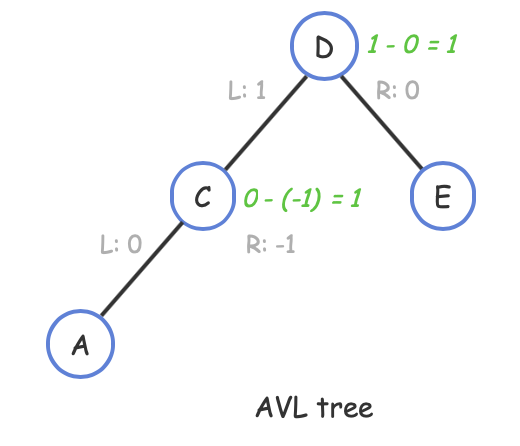 D
1 - 0 = 1
L: 1
R: 0
C
0 - (-1) = 1
E
L: 0
R: -1
A
AVL tree